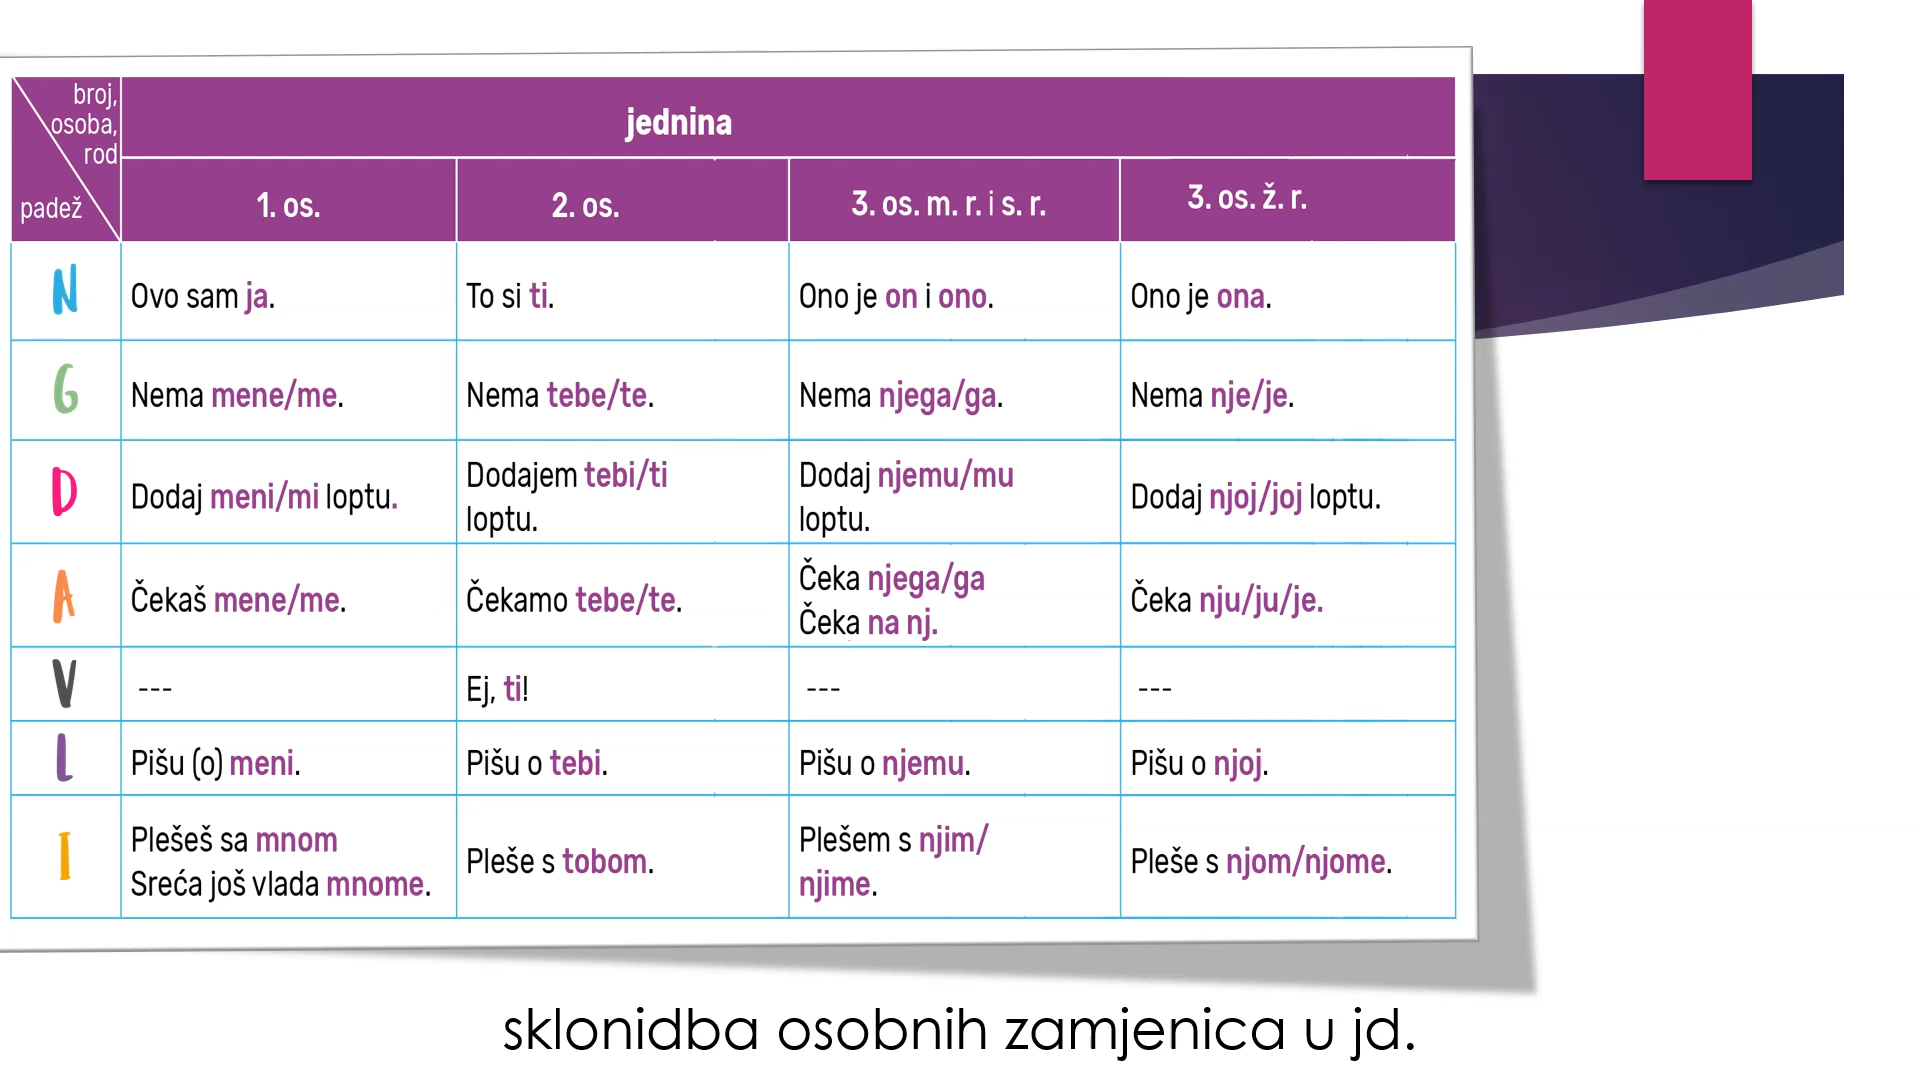 broj,
osoba,
rod
padež
jednina
1. os.
2. os.
3. os. m. r. i s. r.
3. os. ž. r.
N
Ovo sam ja.
To si ti.
Ono je on i ono.
Ono je ona.
G
Nema mene/me.
Nema tebe/te.
Nema njega/ga.
Nema nje/je.
D
Dodaj meni/mi loptu.
Dodajem tebi/ti
loptu.
Dodaj njemu/mu
loptu.
Dodaj njoj/joj loptu.
A
Čekaš mene/me.
Čekamo tebe/te.
Čeka njega/ga
Čeka na nj.
Čeka nju/ju/je.
V
---
Ej, ti!
---
---
L
Pišu (o) meni.
Pišu o tebi.
Pišu o njemu.
Pišu o njoj.
I
Plešeš sa mnom
Sreća još vlada mnome.
Pleše s tobom.
Plešem s njim/
njime.
Pleše s njom/njome.
sklonidba osobnih zamjenica u jd.